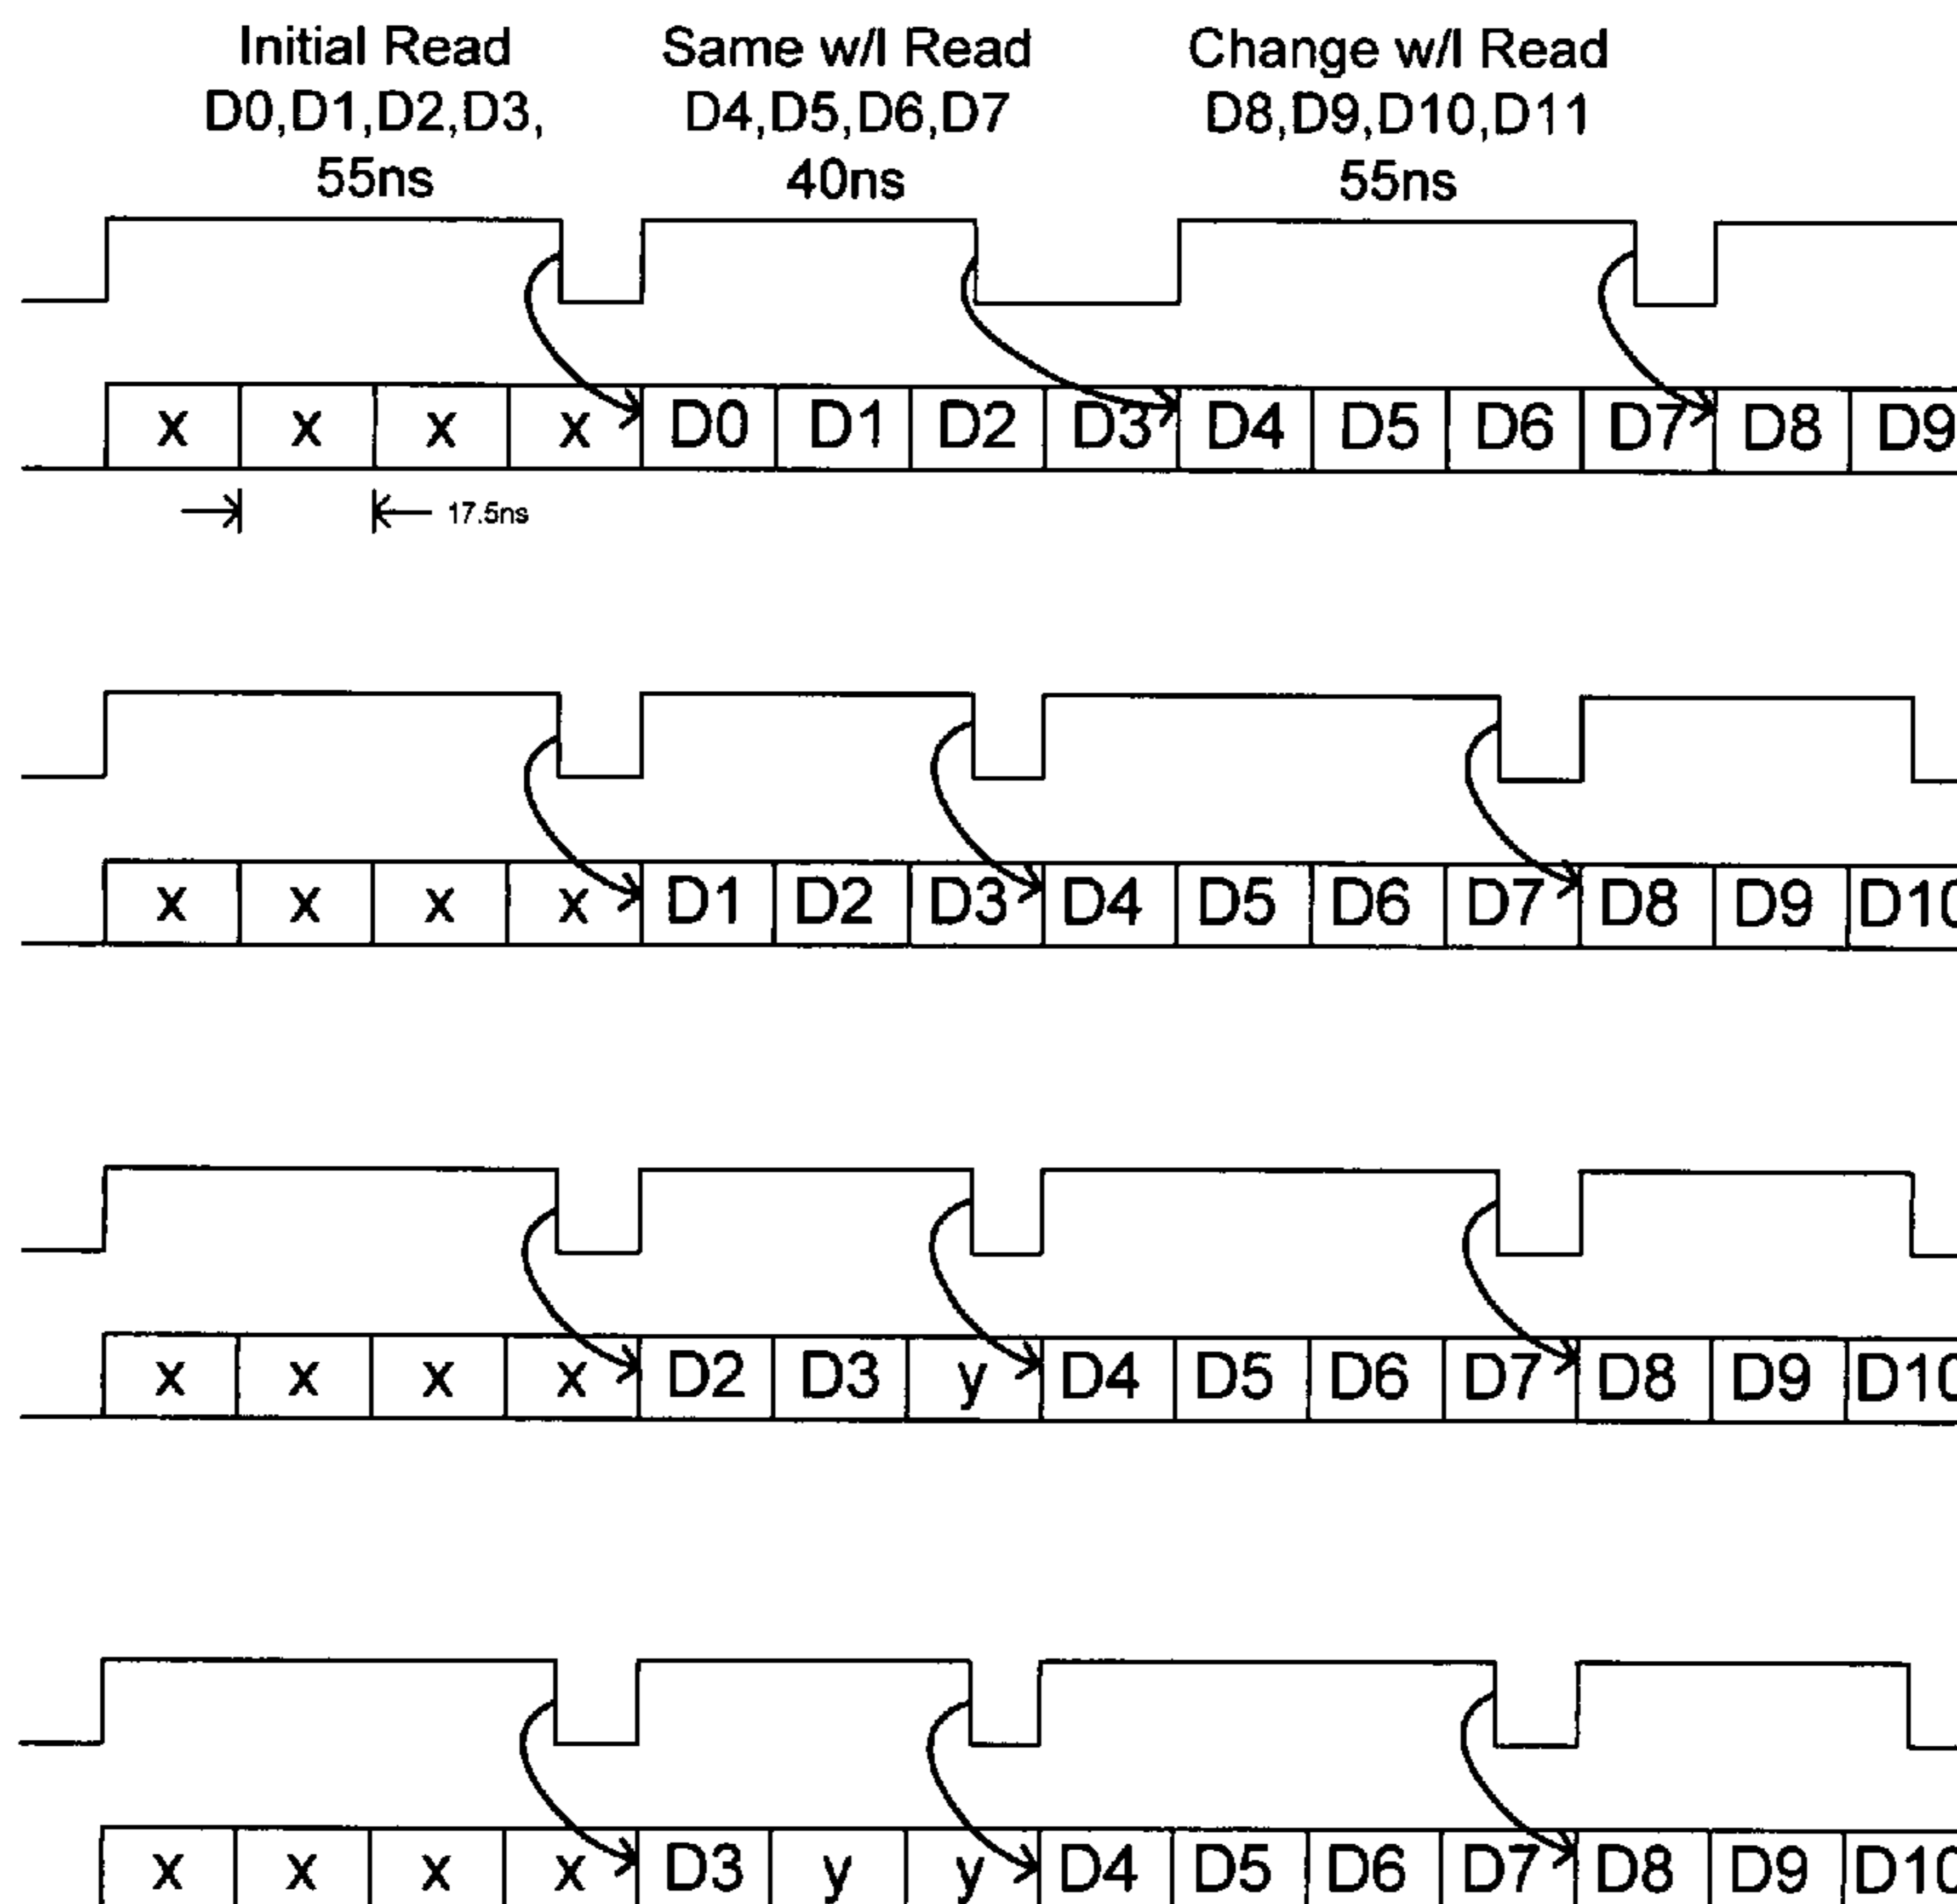 Initial Read Same w/l Read Change w/l Read
D0,D1,D2,D3, D4,D5,D6,D7 D8,D9,D10,D11
55ns 40ns 55ns
x x x x D0 D1 D2 D3 D4 D5 D6 D7 D8 D9
17.5ns
x x x x D1 D2 D3 D4 D5 D6 D7 D8 D9 D10
x x x x D2 D3 y D4 D5 D6 D7 D8 D9 D10
x x x x D3 y y D4 D5 D6 D7 D8 D9 D10